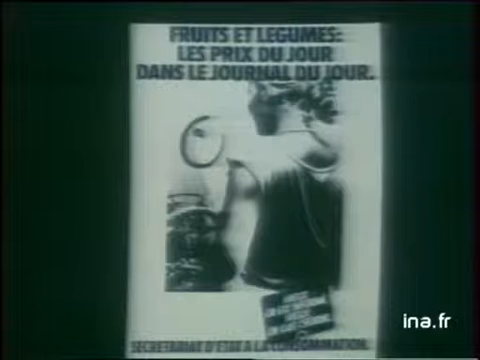 FRUITS ET LEGUMES:
LES PRIX DU JOUR
DANS LE JOURNAL DU JOUR.
SECRETARIAT D'ETAT A LA CONSOMMATION.
ina.fr